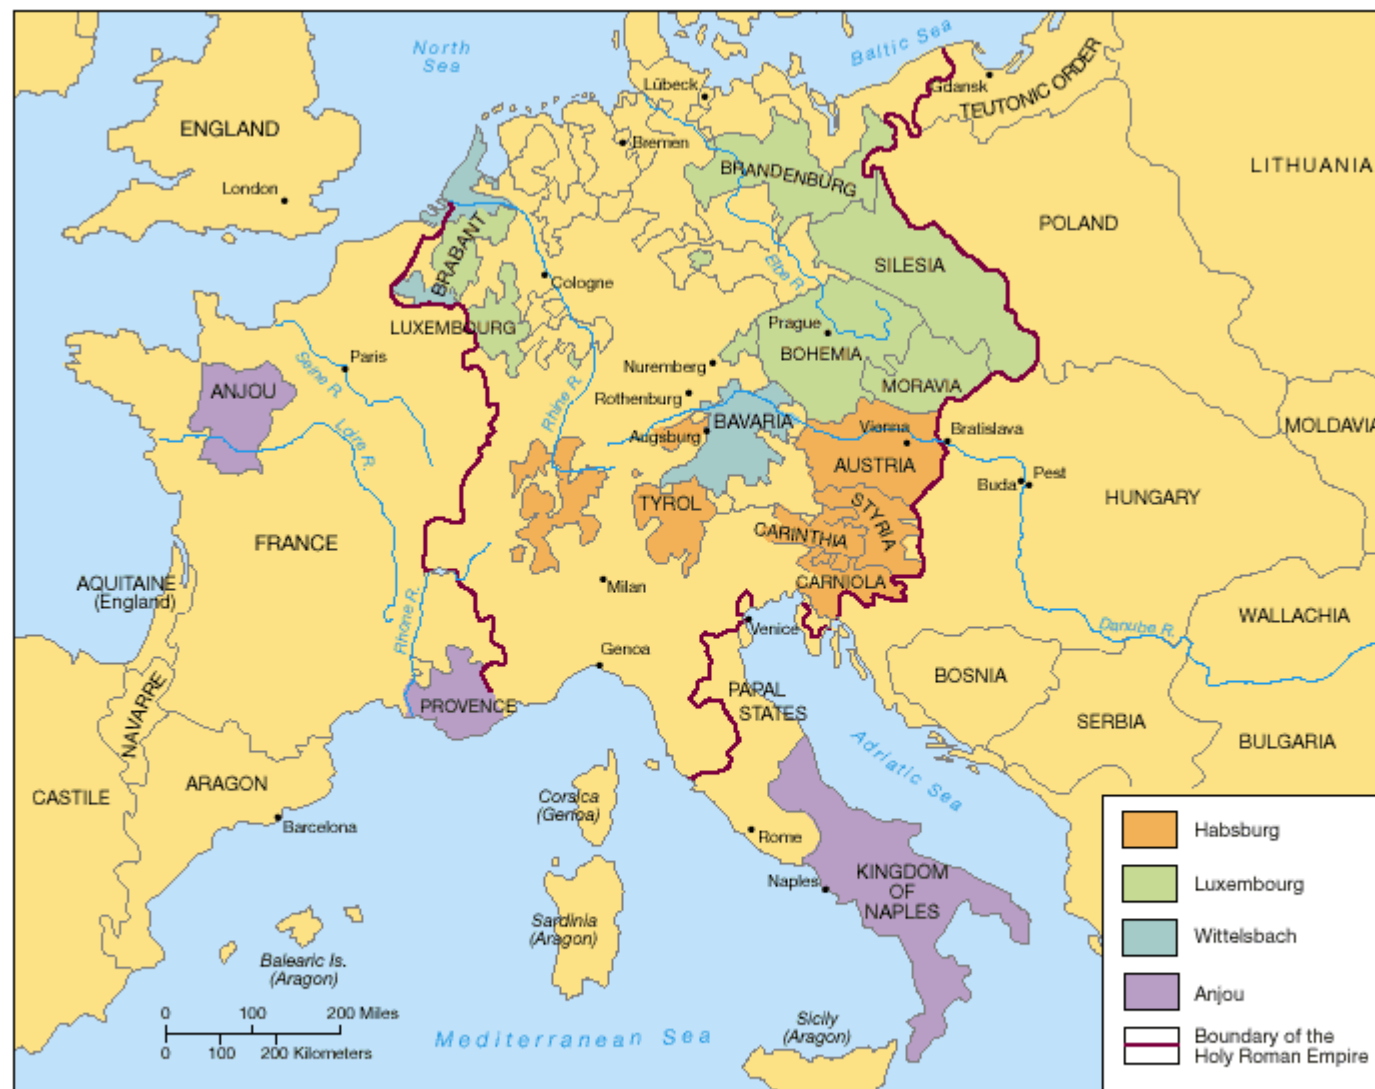 North
Sea
Baltic Sea
Lübeck
Gdansk
TEUTONIC ORDER
ENGLAND
Bremen
LITHUANIA
BRANDENBURG
London
POLAND
BRABANT
SILESIA
Elbe R.
Cologne
LUXEMBOURG
Prague
BOHEMIA
Paris
Seine R.
Nuremberg
MORAVIA
ANJOU
Rhine R.
Rothenburg
BAVARIA
MOLDAVIA
Augsburg
Vienna
Bratislava
Loire R.
AUSTRIA
Buda
Pest
HUNGARY
TYROL
STYRIA
CARINTHIA
FRANCE
AQUITAINE
(England)
CARNIOLA
Milan
Rhône R.
WALLACHIA
Venice
Danube R.
Genoa
BOSNIA
NAVARRE
PROVENCE
PAPAL
STATES
SERBIA
BULGARIA
Adriatic Sea
ARAGON
CASTILE
Corsica
(Genoa)
Barcelona
Rome
Naples
KINGDOM
OF
NAPLES
Sardinia
(Aragon)
Balearic Is.
(Aragon)
0 100 200 Miles
0 100 200 Kilometers
Mediterranean Sea
Sicily
(Aragon)
Habsburg
Luxembourg
Wittelsbach
Anjou
Boundary of the
Holy Roman Empire